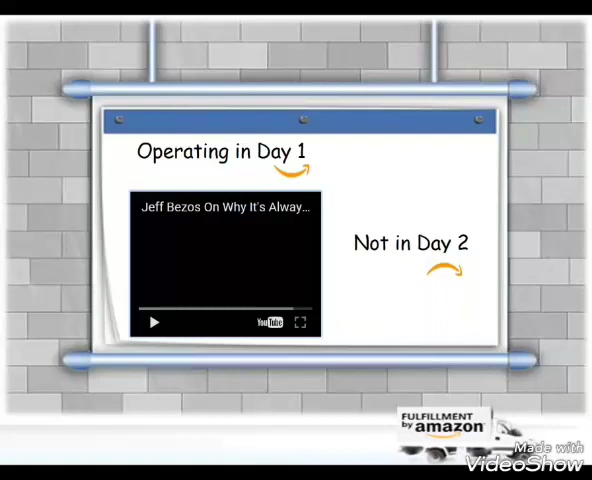 Operating in Day 1
Jeff Bezos On Why It's Alway...
Not in Day 2
YouTube
FULFILLMENT
by amazon
Made with
VideoShow